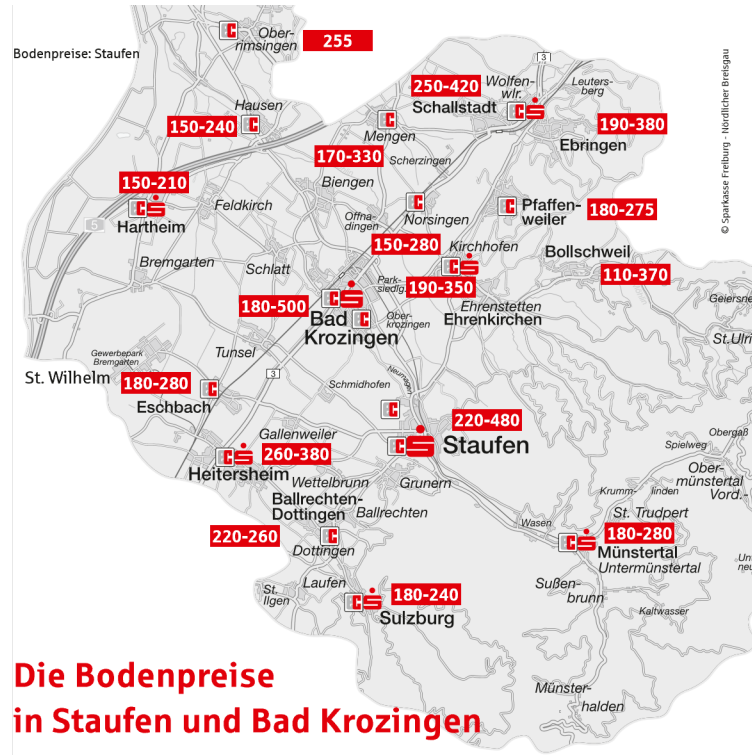 Bodenpreise: Staufen
Ober-
rimsingen
255
3
250-420
Wolfen-
wlr.
Leuters-
berg
Schallstadt
Hausen
150-240
Mengen
190-380
Ebringen
170-330
Scherzingen
© Sparkasse Freiburg - Nördlicher Breisgau
Biengen
150-210
Feldkirch
Hartheim
5
Offna-
dingen
Norsingen
Pfaffen-
weiler
180-275
150-280
Kirchhofen
Bollschweil
Bremgarten
Schlatt
110-370
Park-
siedlg.
190-350
180-500
Ehrenstetten
Ehrenkirchen
Geiersne
Bad
Krozingen
Ober-
krozingen
St.Ulri
Gewerbepark
Bremgarten
Tunsel
St. Wilhelm
3
180-280
Eschbach
Schmidhofen
Neumagen
220-480
Staufen
Gallenweiler
260-380
Heitersheim
Obergaß
Spielweg
Ober-
münstertal
Vord.-
Wettelbrunn
Grunern
Krumm-
linden
Ballrechten-
Dottingen
Ballrechten
St. Trudpert
Wasen
220-260
Dottingen
180-280
Münstertal
Untermünstertal
Un
neu
Laufen
St.
Ilgen
180-240
Sulzburg
Sußen-
brunn
Kaltwasser
Münster-
halden
Die Bodenpreise
in Staufen und Bad Krozingen